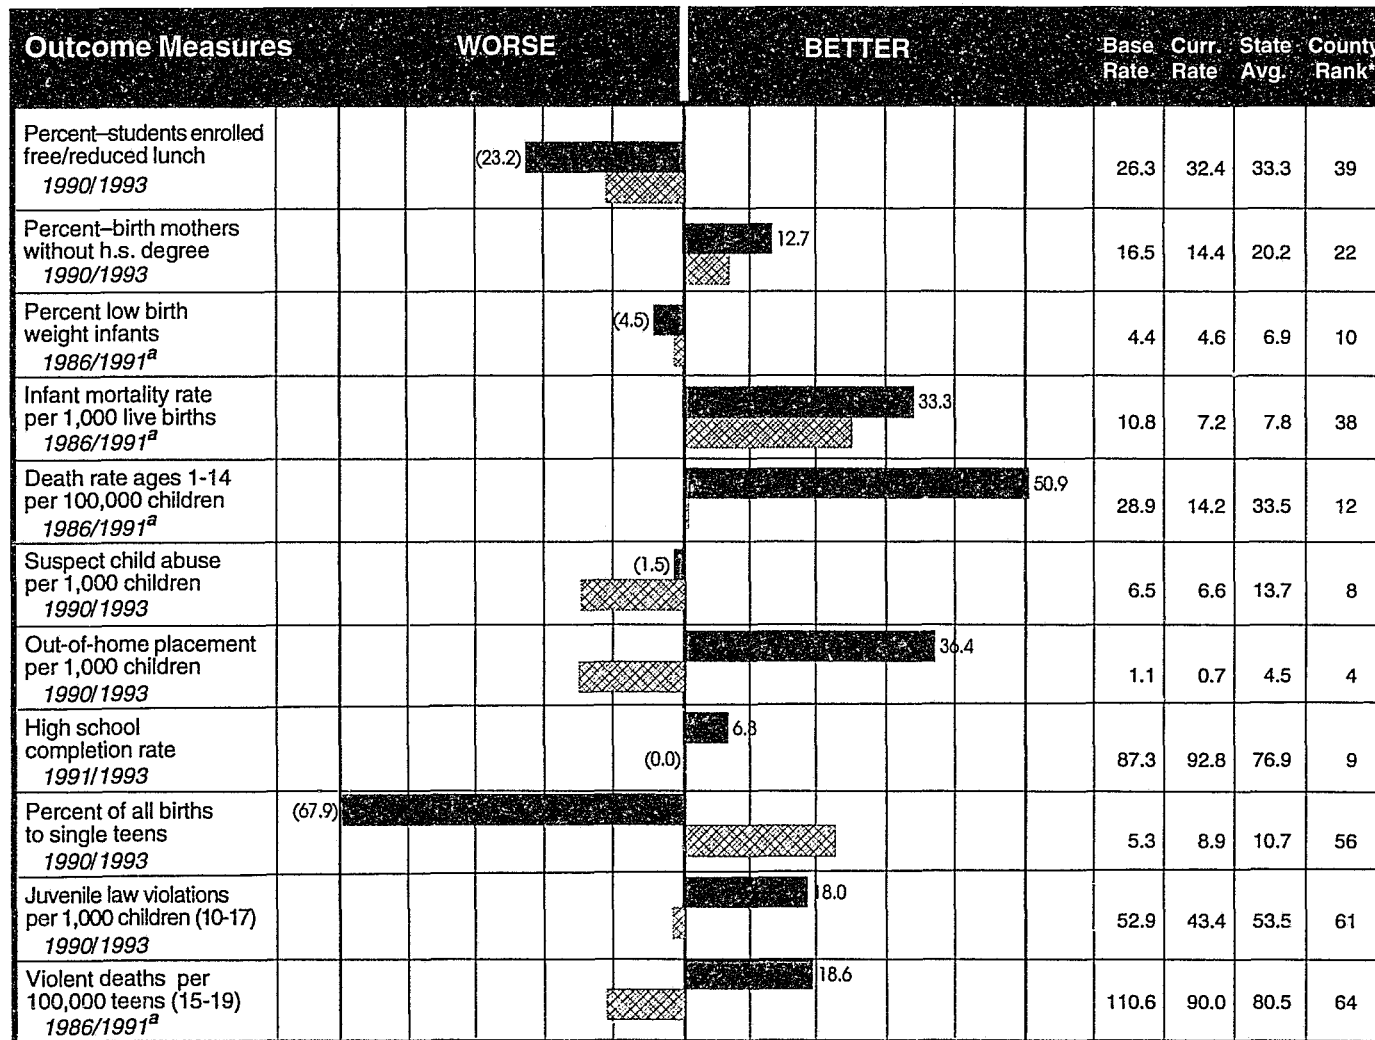 Outcome Measures WORSE BETTER Base Curr. State County
Rate Rate Avg. Rank*
Percent–students enrolled
free/reduced lunch (23.2) 26.3 32.4 33.3 39
1990/1993
Percent–birth mothers 12.7
without h.s. degree 16.5 14.4 20.2 22
1990/1993
Percent low birth (4.5)
weight infants 4.4 4.6 6.9 10
1986/1991a
Infant mortality rate 33.3
per 1,000 live births 10.8 7.2 7.8 38
1986/1991a
Death rate ages 1-14 50.9
per 100,000 children 28.9 14.2 33.5 12
1986/1991a
Suspect child abuse (1.5)
per 1,000 children 6.5 6.6 13.7 8
1990/1993
Out-of-home placement 36.4
per 1,000 children 1.1 0.7 4.5 4
1990/1993
High school 6.3
completion rate (0.0) 87.3 92.8 76.9 9
1991/1993
Percent of all births (67.9)
to single teens 5.3 8.9 10.7 56
1990/1993
Juvenile law violations 18.0
per 1,000 children (10-17) 52.9 43.4 53.5 61
1990/1993
Violent deaths per 18.6
100,000 teens (15-19) 110.6 90.0 80.5 64
1986/1991a